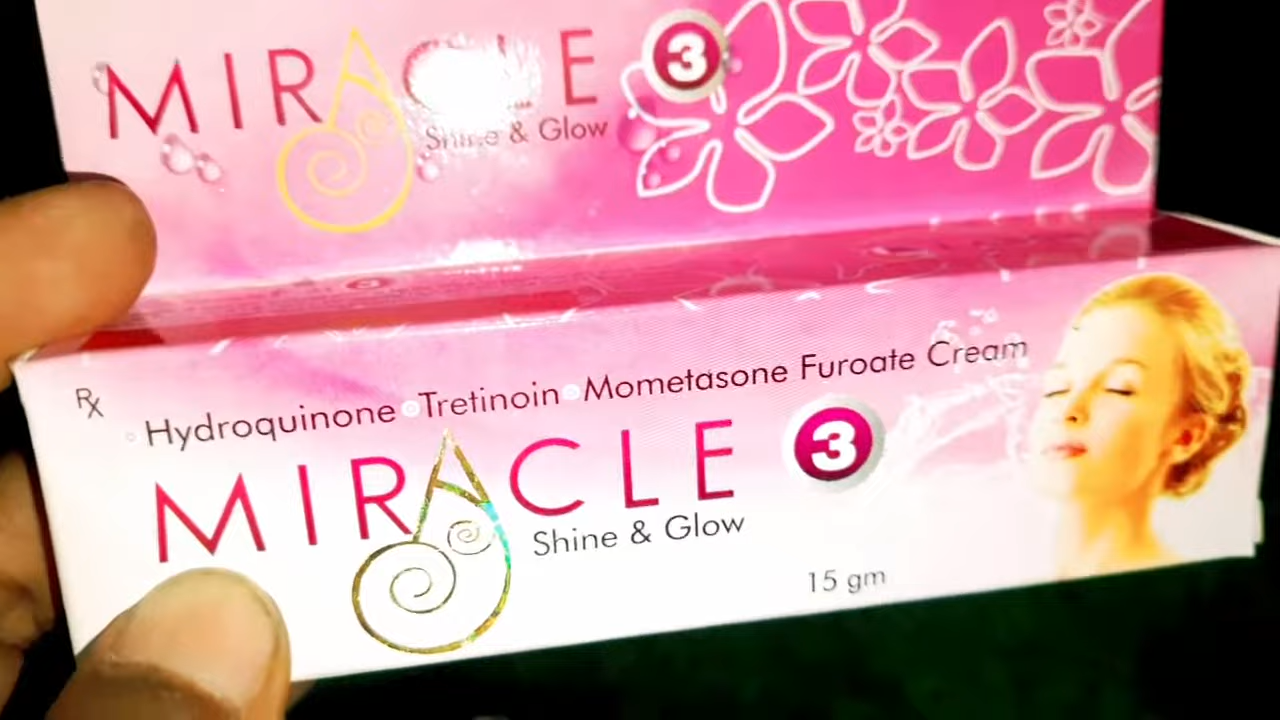 MIRACLE 3
Shine & Glow
Rx
Hydroquinone Tretinoin Mometasone Furoate Cream
MIRACLE 3
Shine & Glow
15 gm